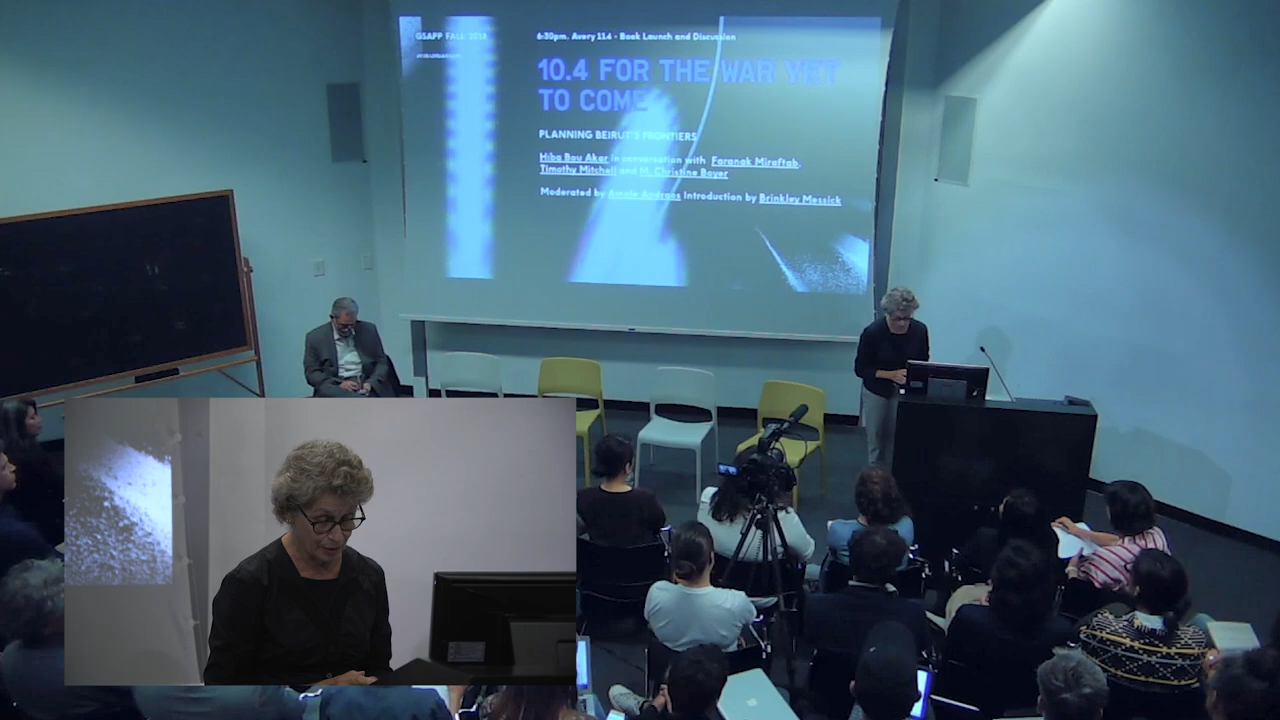 GSAPP FALL 2018
6:30pm. Avery 114 - Book Launch and Discussion
10.4 FOR THE WAR YET
TO COME
PLANNING BEIRUT'S FRONTIERS
Hiba Bou Akar in conversation with Faranak Miraftab,
Timothy Mitchell and M. Christine Boyer
Moderated by Amale Andraos Introduction by Brinkley Messick